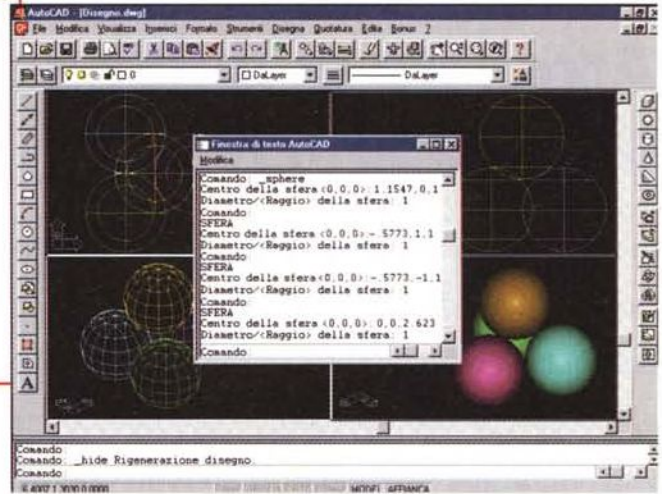 AutoCAD - [Disegno.dwg]
File Modifica Visualizza Inserisci Formato Strumenti Disegna Quotatura Edita Bonus ?
0 DaLayer DaLayer
Finestra di testo AutoCAD
Modifica
Comando: _sphere
Centro della sfera <0,0,0>: 1.1547,0,1
Diametro/<Raggio> della sfera: 1
Comando:
SFERA
Centro della sfera <0,0,0>: -.5773,1,1
Diametro/<Raggio> della sfera: 1
Comando:
SFERA
Centro della sfera<0,0,0>: -.5773,-1,1
Diametro/<Raggio> della sfera: 1
Comando:
SFERA
Centro della sfera <0,0,0>: 0,0,2.623
Diametro/<Raggio> della sfera: 1
Comando:
A
Comando:
Comando: _hide Rigenerazione disegno.
Comando:
MODEL AFFIANCA